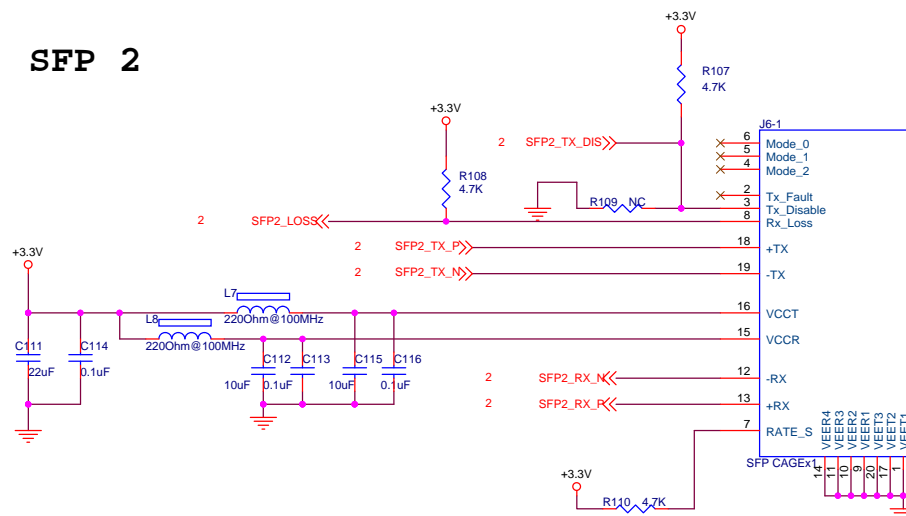 SFP 2
+3.3V
R107
4.7K
+3.3V
J6-1
2 SFP2_TX_DIS
6 Mode_0
5 Mode_1
4 Mode_2
R108
4.7K
2 Tx_Fault
R109 NC
3 Tx_Disable
2 SFP2_LOSS
8 Rx_Loss
2 SFP2_TX_P
18 +TX
+3.3V
2 SFP2_TX_N
19 -TX
L7
220Ohm@100MHz
16 VCCT
L8
220Ohm@100MHz
15 VCCR
C111
22uF
C114
0.1uF
C112
10uF
C113
0.1uF
C115
10uF
C116
0.1uF
2 SFP2_RX_N
12 -RX
2 SFP2_RX_P
13 +RX
7 RATE_S
VEER4
VEER3
VEER2
VEER1
VEET3
VEET2
VEET1
SFP CAGEx1
14
11
10
9
20
17
1
+3.3V
R110 4.7K